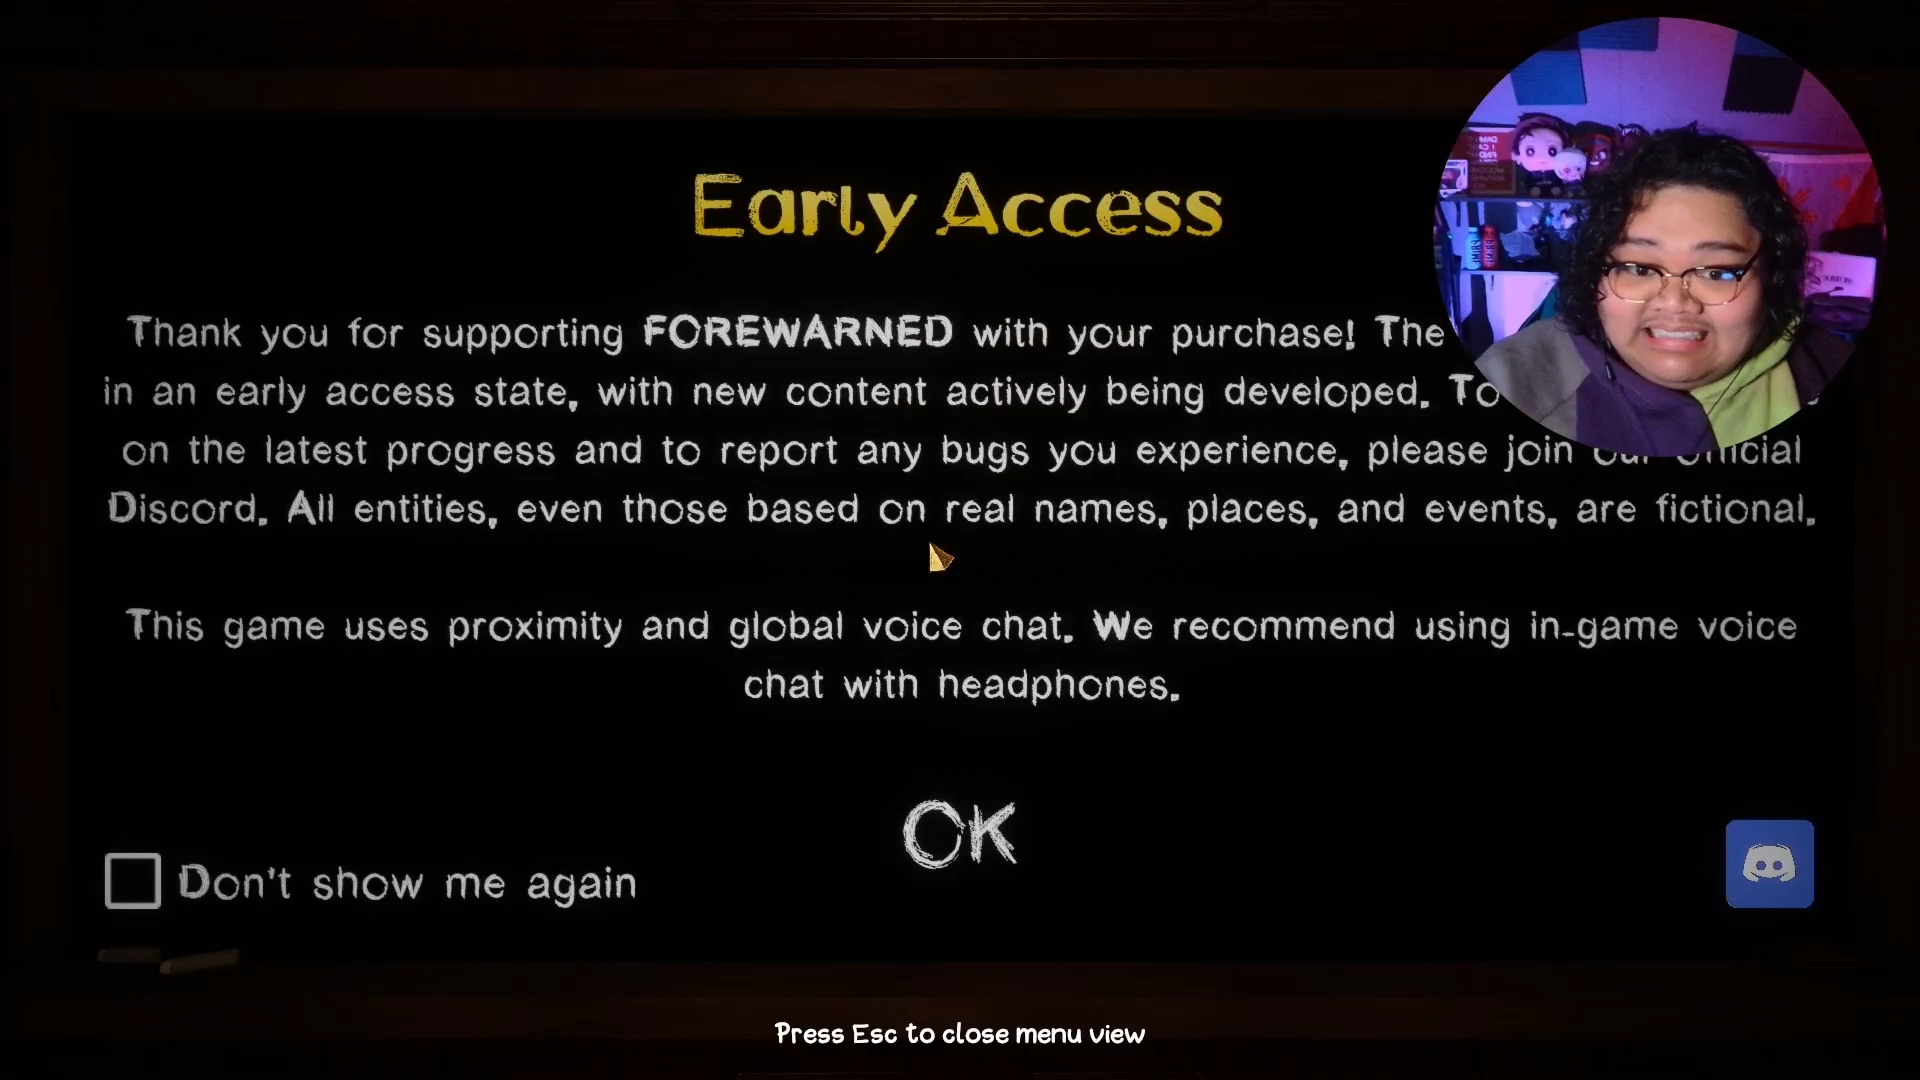 Early Access
Thank you for supporting FOREWARNED with your purchase! The
in an early access state, with new content actively being developed. To
on the latest progress and to report any bugs you experience, please join our official
Discord. All entities, even those based on real names, places, and events, are fictional.
This game uses proximity and global voice chat. We recommend using in-game voice
chat with headphones.
OK
Don't show me again
Press Esc to close menu view